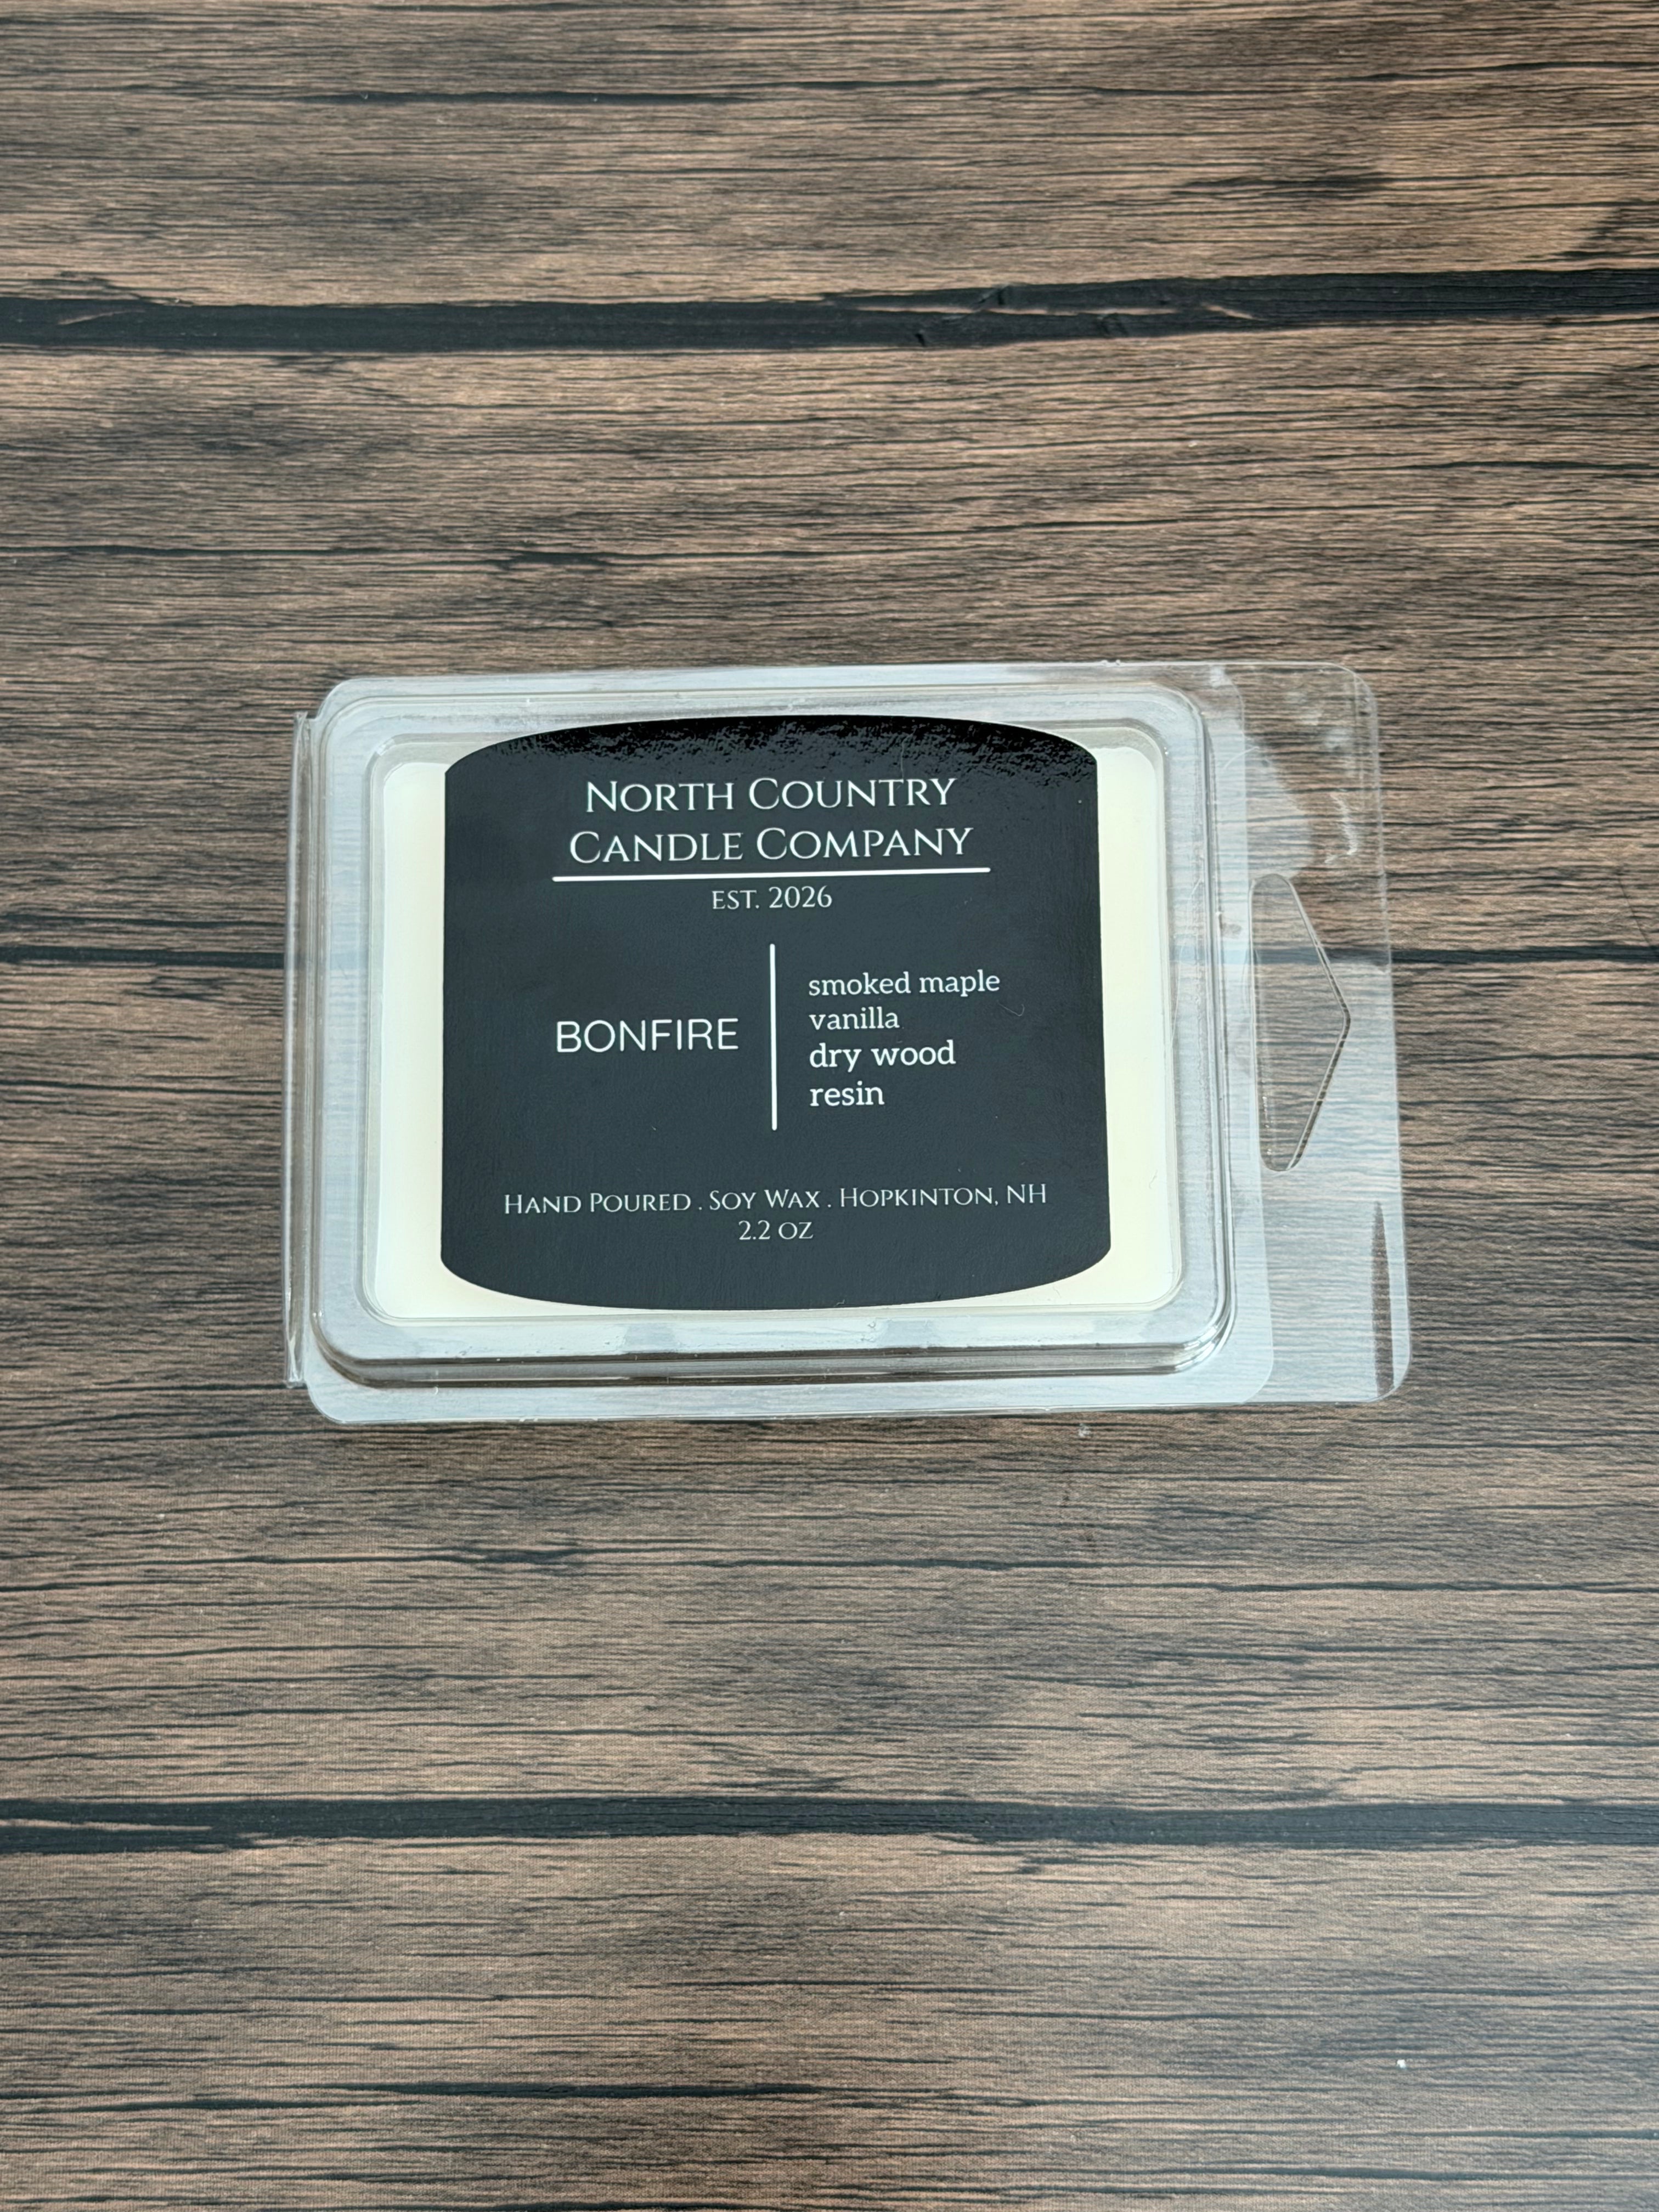 North Country
Candle Company
EST. 2026
BONFIRE
smoked maple
vanilla
dry wood
resin
Hand Poured . Soy Wax . Hopkinton, NH
2.2 oz